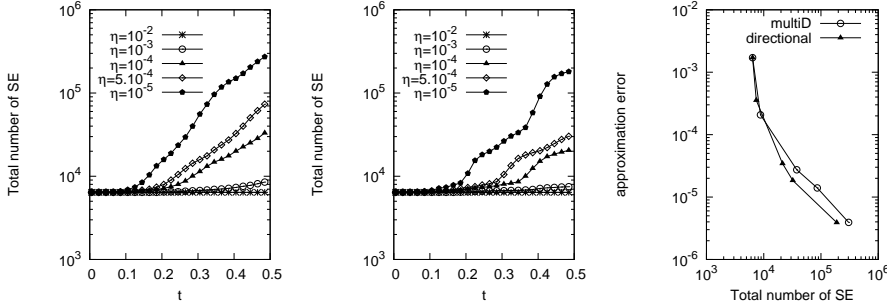 Total number of SE
10^6
10^5
10^4
10^3
0 0.1 0.2 0.3 0.4 0.5
t
η=10^-2
η=10^-3
η=10^-4
η=5.10^-4
η=10^-5
Total number of SE
10^6
10^5
10^4
10^3
0 0.1 0.2 0.3 0.4 0.5
t
η=10^-2
η=10^-3
η=10^-4
η=5.10^-4
η=10^-5
approximation error
10^-2
10^-3
10^-4
10^-5
10^-6
10^3 10^4 10^5 10^6
Total number of SE
multiD
directional